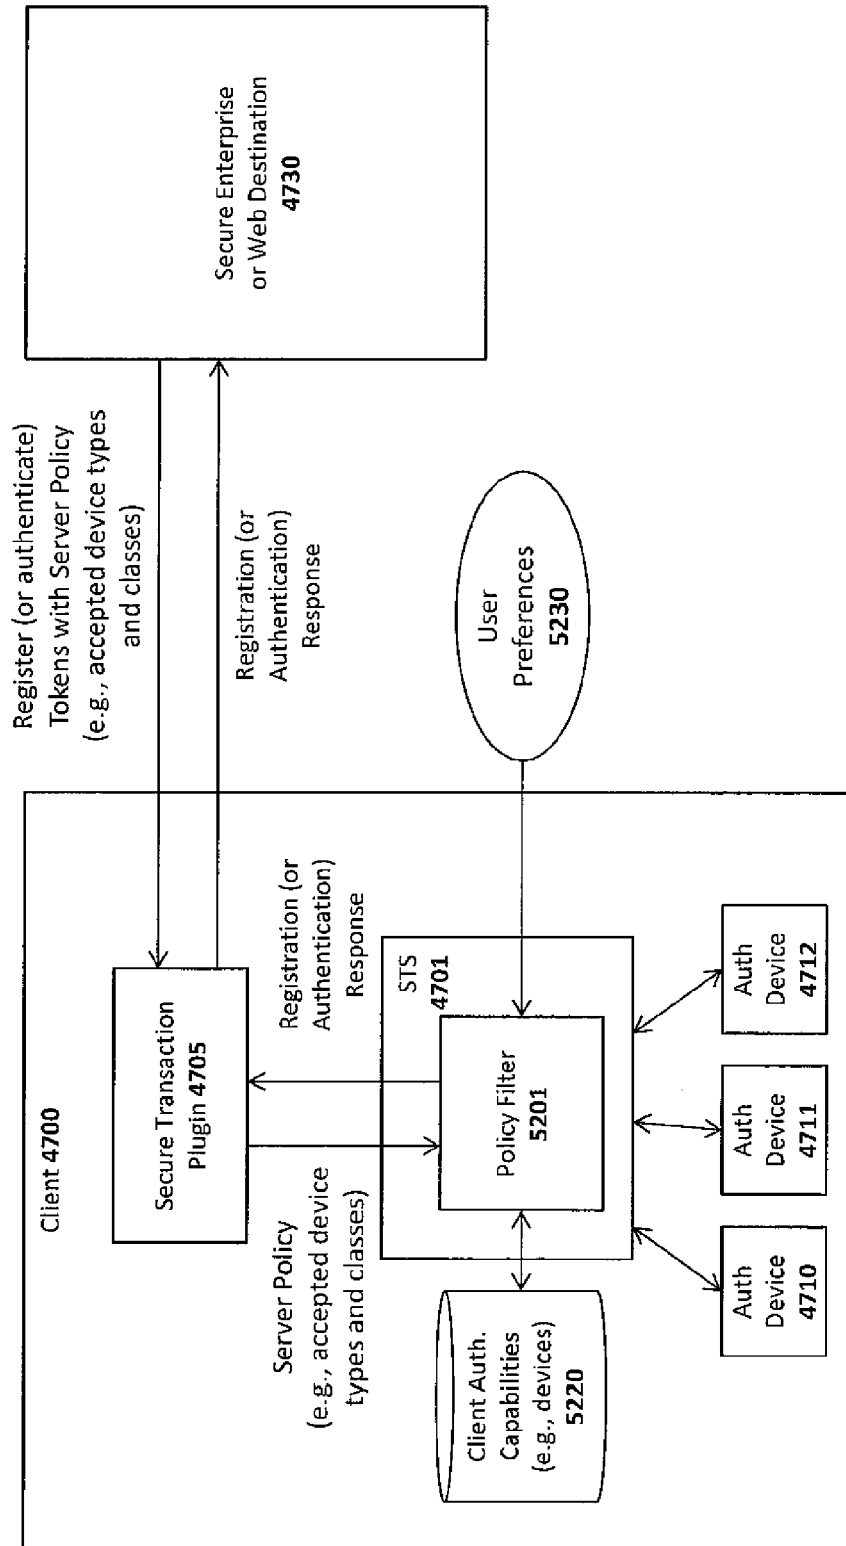 Client 4700
Secure Transaction
Plugin 4705
Server Policy
(e.g., accepted device
types and classes)
Registration (or
Authentication)
Response
STS
4701
Policy Filter
5201
Client Auth.
Capabilities
(e.g., devices)
5220
Auth
Device
4710
Auth
Device
4711
Auth
Device
4712
Register (or authenticate)
Tokens with Server Policy
(e.g., accepted device types
and classes)
Registration (or
Authentication)
Response
User
Preferences
5230
Secure Enterprise
or Web Destination
4730